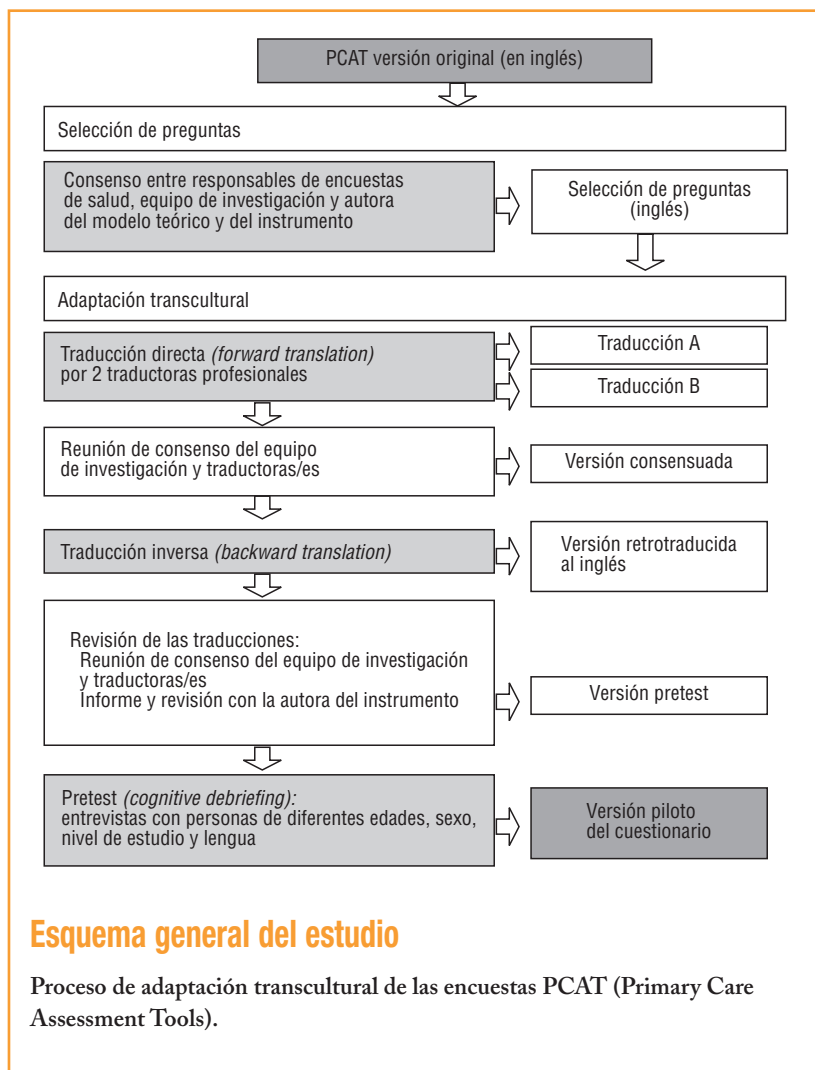 PCAT versión original (en inglés)
Selección de preguntas
Consenso entre responsables de encuestas
de salud, equipo de investigación y autora
del modelo teórico y del instrumento
Selección de preguntas
(inglés)
Adaptación transcultural
Traducción directa (forward translation)
por 2 traductoras profesionales
Traducción A
Traducción B
Reunión de consenso del equipo
de investigación y traductoras/es
Versión consensuada
Traducción inversa (backward translation)
Versión retrotraducida
al inglés
Revisión de las traducciones:
Reunión de consenso del equipo de investigación
y traductoras/es
Informe y revisión con la autora del instrumento
Versión pretest
Pretest (cognitive debriefing):
entrevistas con personas de diferentes edades, sexo,
nivel de estudio y lengua
Versión piloto
del cuestionario
Esquema general del estudio
Proceso de adaptación transcultural de las encuestas PCAT (Primary Care
Assessment Tools).